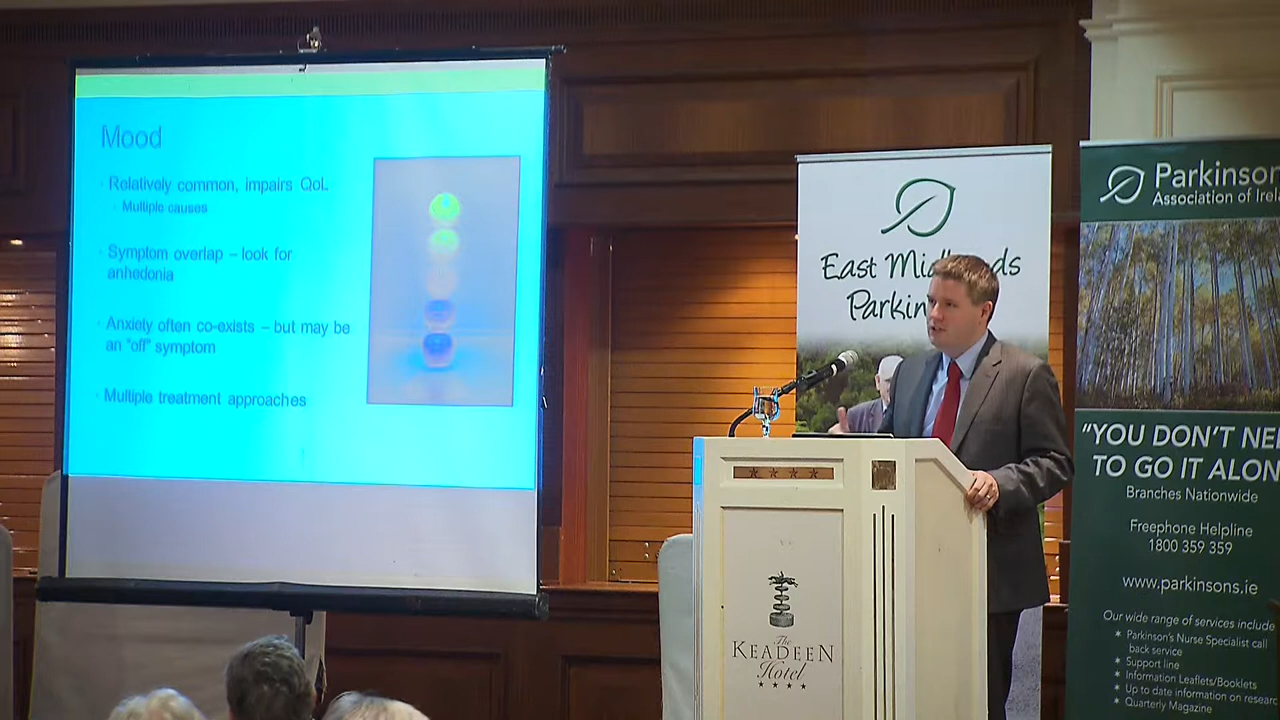 Mood
Relatively common, impairs QoL
Multiple causes
Symptom overlap – look for
anhedonia
Anxiety often co-exists – but may be
an "off" symptom
Multiple treatment approaches
East Mid ds
Parkin
The
KEADEEN
Hotel
Parkinson
Association of Irela
"YOU DON'T NE
TO GO IT ALON
Branches Nationwide
Freephone Helpline
1800 359 359
www.parkinsons.ie
Our wide range of services include
Parkinson's Nurse Specialist call
back service
Support line
Information Leaflets/Booklets
Up to date information on researc
Quarterly Magazine